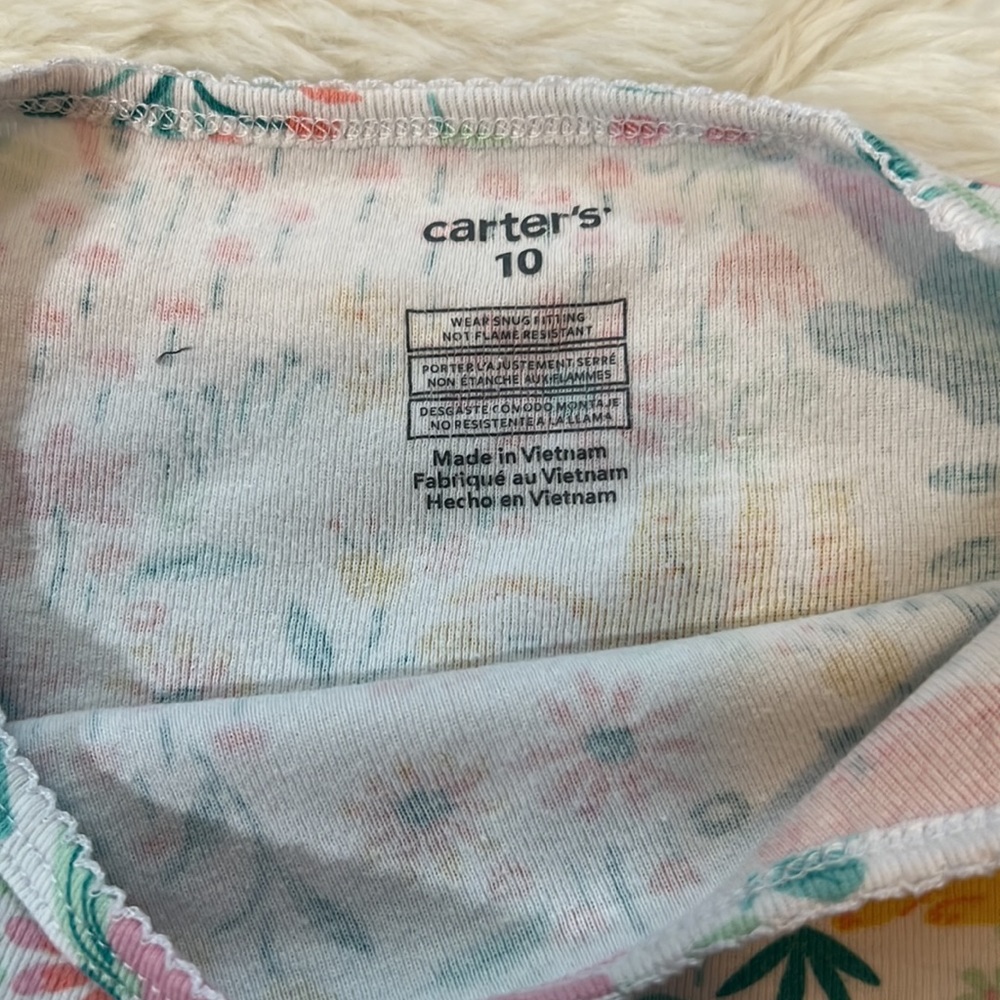 carter's
10
WEAR SNUG FITTING
NOT FLAME RESISTANT
PORTER L'AJUSTEMENT SERRÉ
NON ÉTANCHE AUX FLAMMES
DESGASTE COMODO MONTAJE
NO RESISTENTE A LA LLAMA
Made in Vietnam
Fabriqué au Vietnam
Hecho en Vietnam